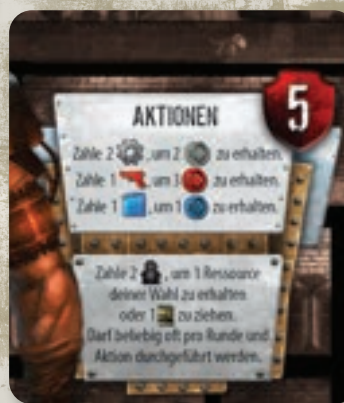 AKTIONEN
5
Zahle 2 , um 2 zu erhalten.
Zahle 1 , um 3 zu erhalten.
Zahle 1 , um 1 zu erhalten.
Zahle 2 , um 1 Ressource
deiner Wahl zu erhalten
oder 1 zu ziehen.
Darf beliebig oft pro Runde und
Aktion durchgeführt werden.